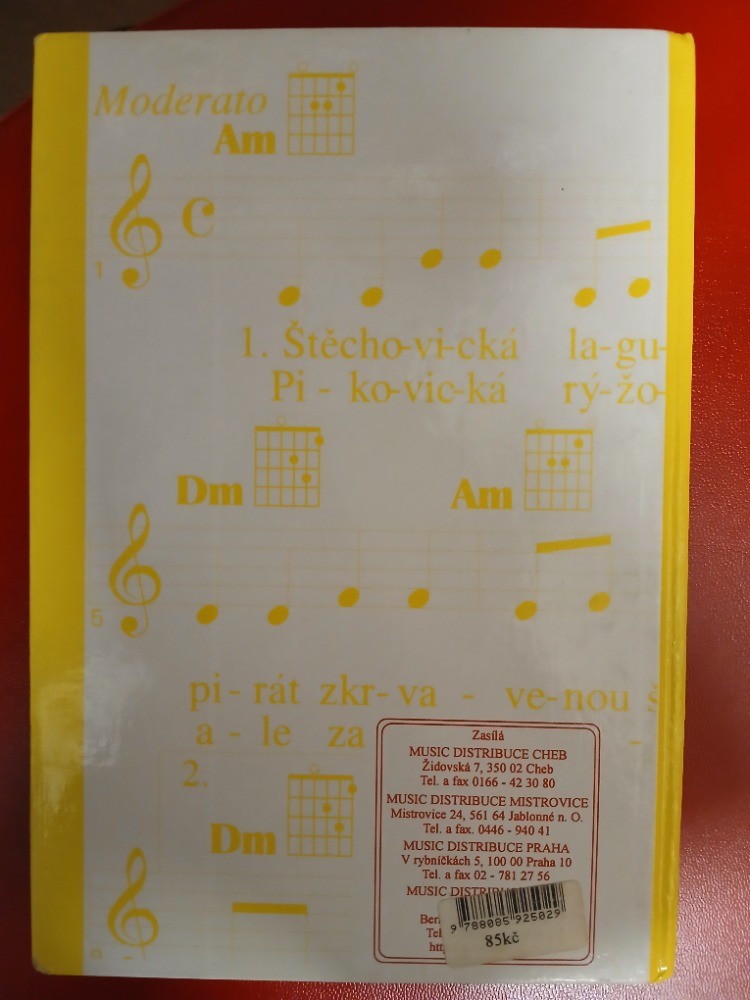 Moderato
Am
1
1. Štěcho-vi-cká la-gu-
Pi - ko-vic-ká rý-žo-
Dm Am
5
pi - rát zkr-va - ve-nou
a - le za -
2.
Dm
Zasílá
MUSIC DISTRIBUCE CHEB
Židovská 7, 350 02 Cheb
Tel. a fax 0166 - 42 30 80
MUSIC DISTRIBUCE MISTROVICE
Mistrovice 24, 561 64 Jablonné n. O.
Tel. a fax. 0446 - 940 41
MUSIC DISTRIBUCE PRAHA
V rybníčkách 5, 100 00 Praha 10
Tel. a fax 02 - 781 27 56
MUSIC
9 788085 925029
85kč